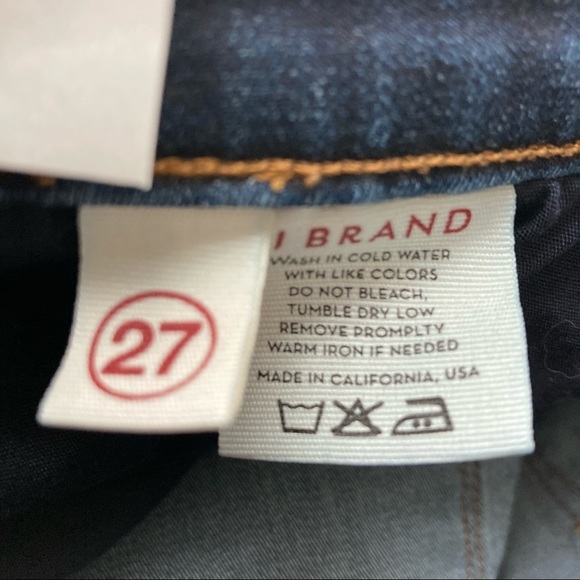 27
J BRAND
WASH IN COLD WATER
WITH LIKE COLORS
DO NOT BLEACH,
TUMBLE DRY LOW
REMOVE PROMPLTY
WARM IRON IF NEEDED
MADE IN CALIFORNIA, USA